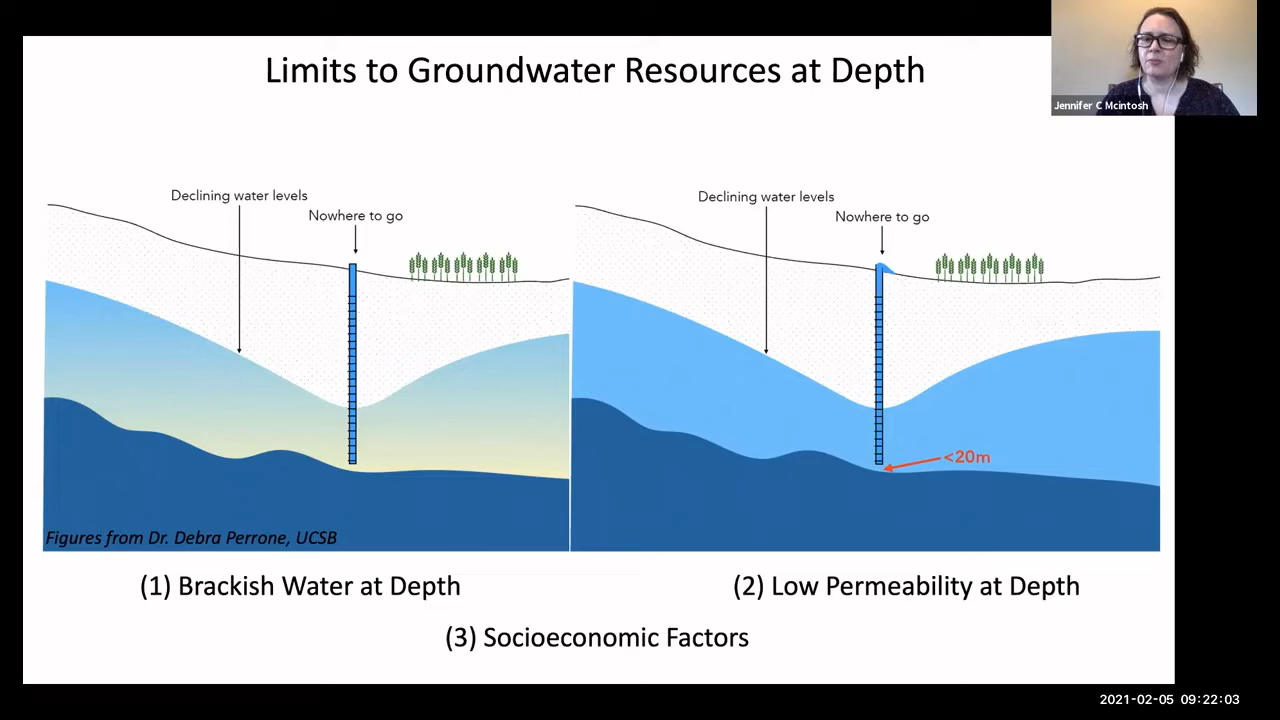 Limits to Groundwater Resources at Depth
Jennifer C Mcintosh
Declining water levels
Nowhere to go
Declining water levels
Nowhere to go
<20m
Figures from Dr. Debra Perrone, UCSB
(1) Brackish Water at Depth
(2) Low Permeability at Depth
(3) Socioeconomic Factors
2021-02-05 09:22:03